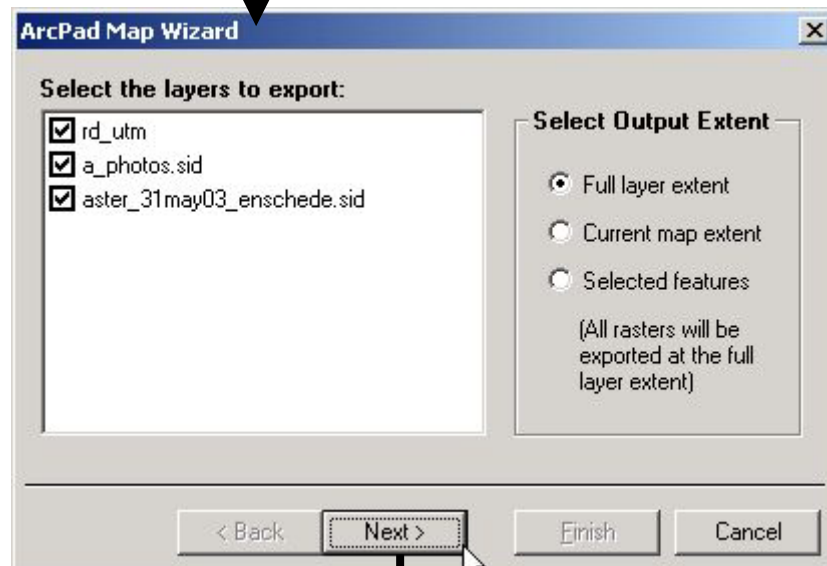 ArcPad Map Wizard
Select the layers to export:
rd_utm
a_photos.sid
aster_31may03_enschede.sid
Select Output Extent
Full layer extent
Current map extent
Selected features
(All rasters will be
exported at the full
layer extent)
< Back
Next >
Finish
Cancel